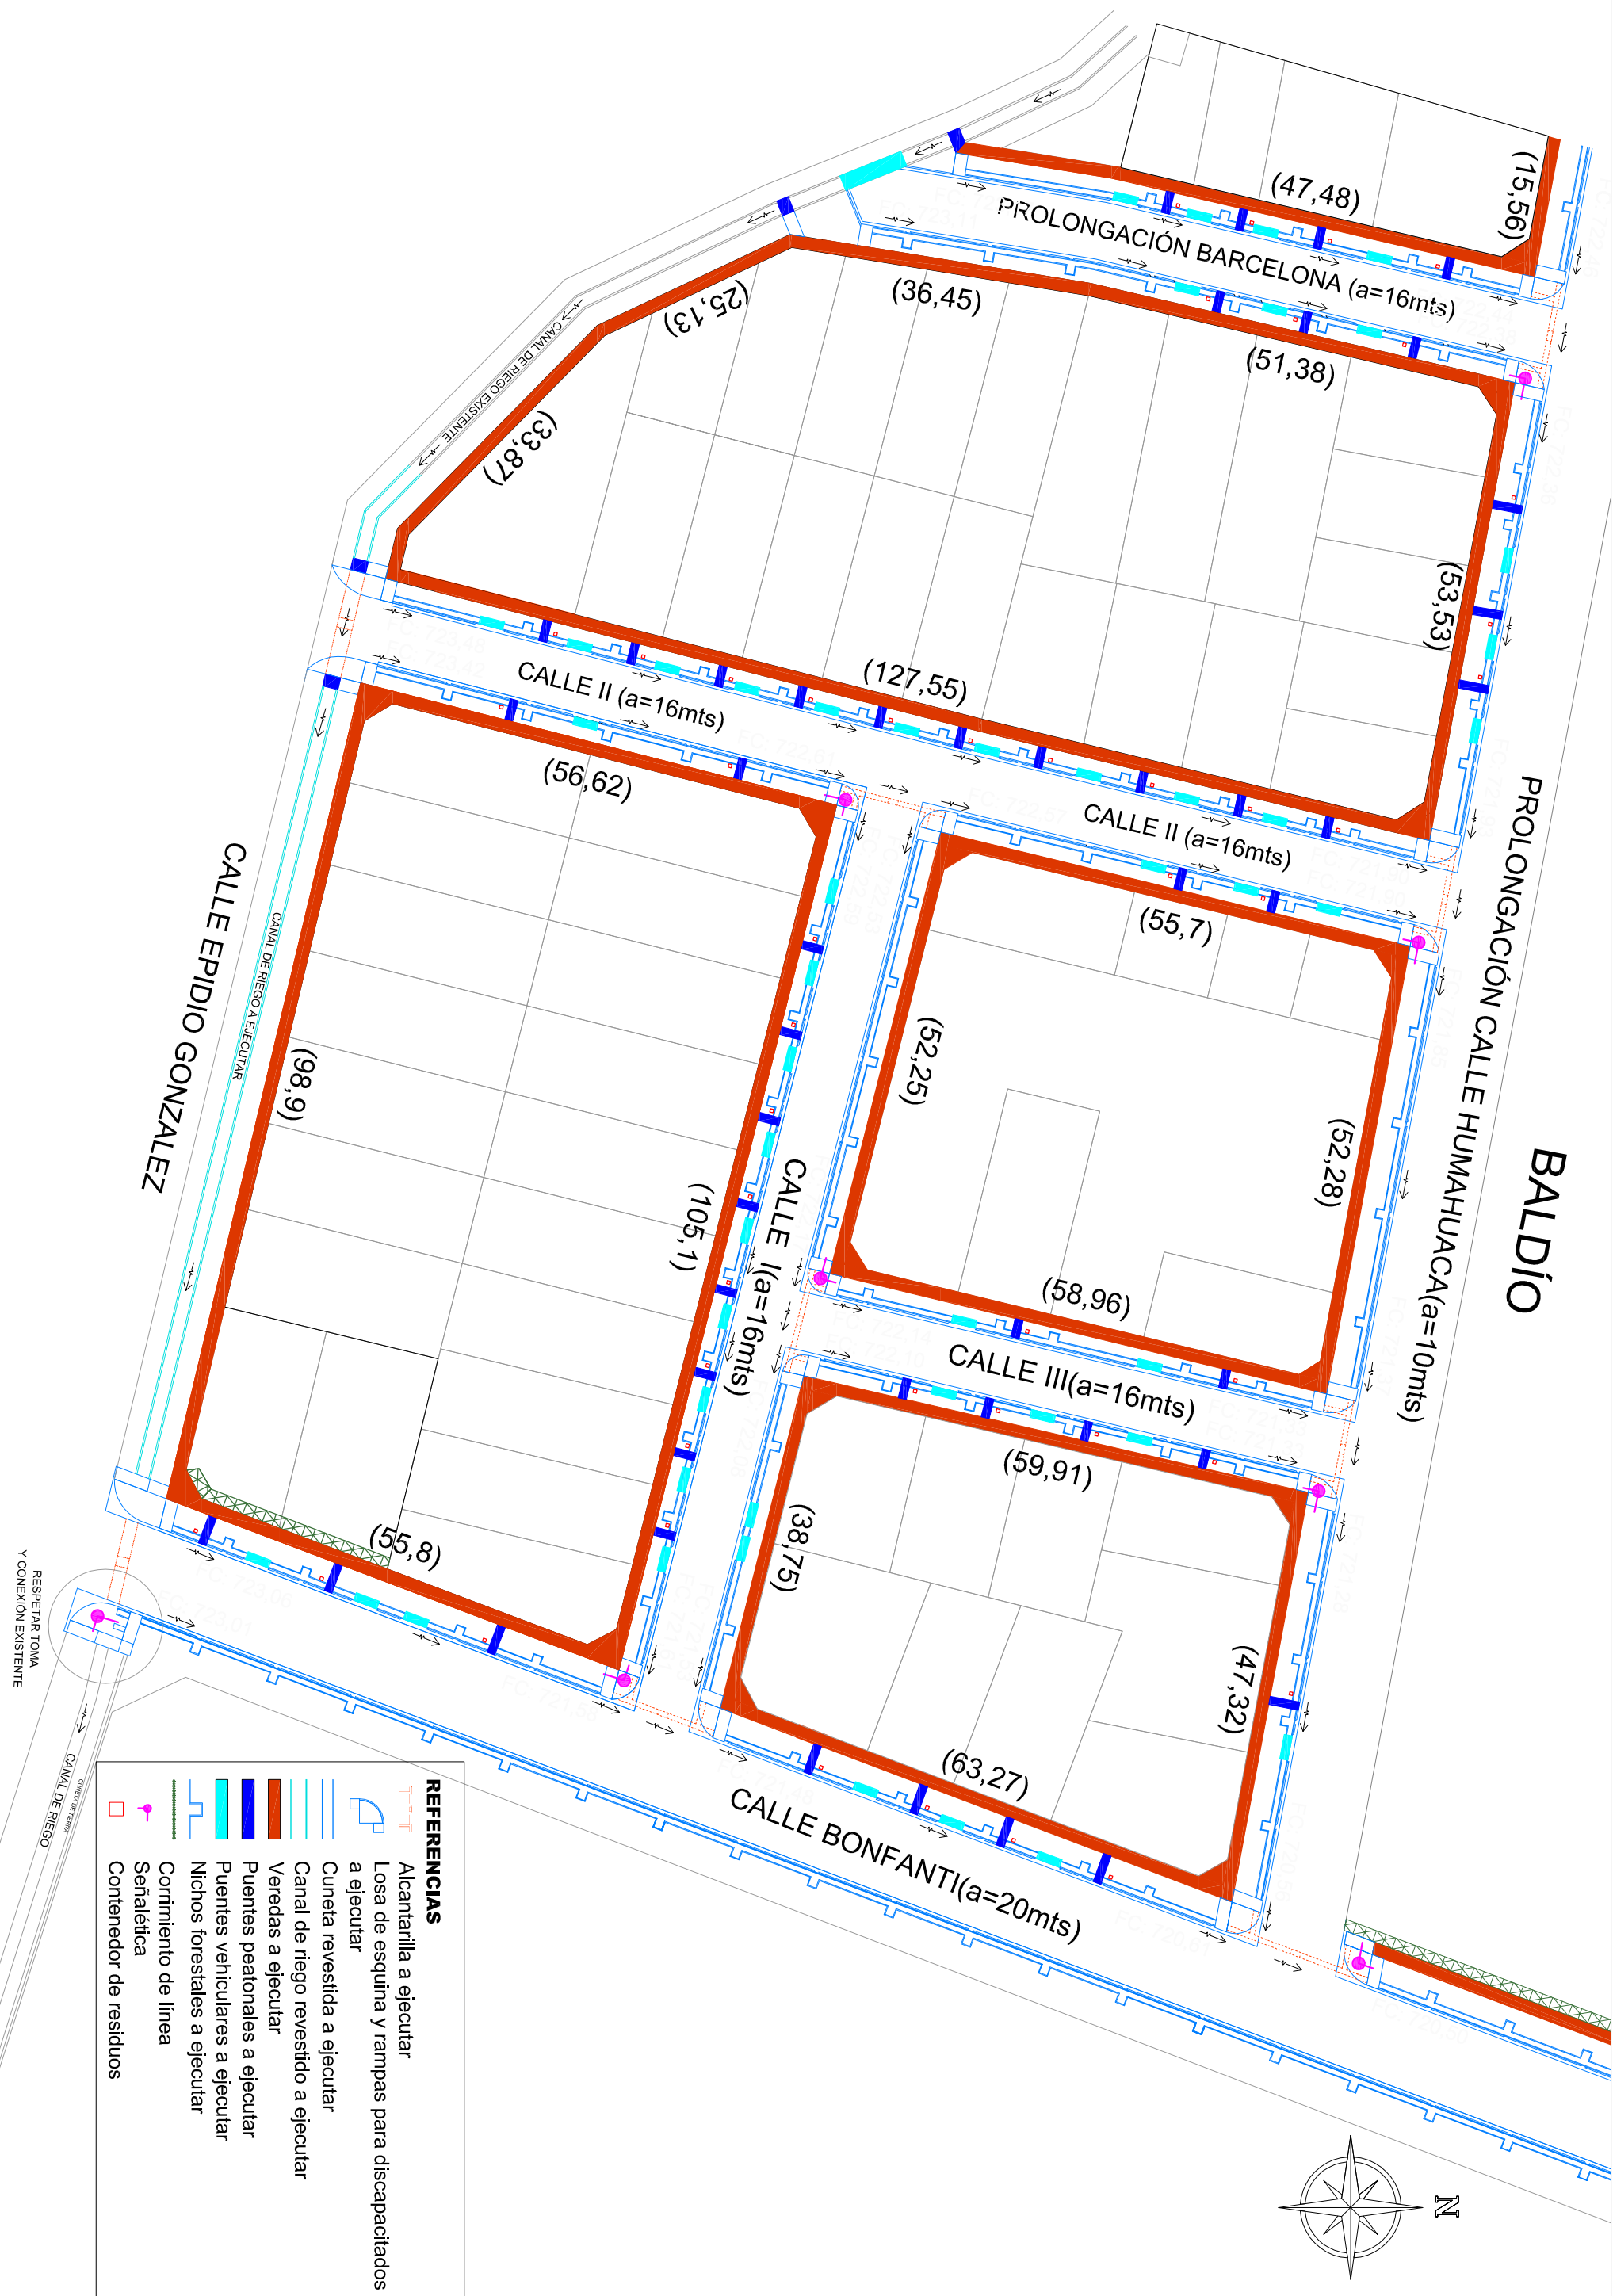 (15,56)
(47,48)
PROLONGACIÓN BARCELONA (a=16mts)
(25,13)
(36,45)
(51,38)
CANAL DE RIEGO EXISTENTE
(33,87)
(53,53)
(127,55)
CALLE II (a=16mts)
CALLE II (a=16mts)
PROLONGACIÓN CALLE HUMAHUACA(a=10mts)
BALDÍO
(56,62)
(55,7)
CALLE EPIDIO GONZALEZ
CANAL DE RIEGO A EJECUTAR
(98,9)
(105,1)
CALLE I(a=16mts)
(52,25)
(52,28)
(58,96)
CALLE III(a=16mts)
(59,91)
(38,75)
(47,32)
(55,8)
(63,27)
CALLE BONFANTI(a=20mts)
RESPETAR TOMA
Y CONEXIÓN EXISTENTE
CUNETA DE TIERRA
CANAL DE RIEGO
REFERENCIAS
Alcantarilla a ejecutar
Losa de esquina y rampas para discapacitados
a ejecutar
Cuneta revestida a ejecutar
Canal de riego revestido a ejecutar
Veredas a ejecutar
Puentes peatonales a ejecutar
Puentes vehiculares a ejecutar
Nichos forestales a ejecutar
Corrimiento de línea
Señalética
Contenedor de residuos
N